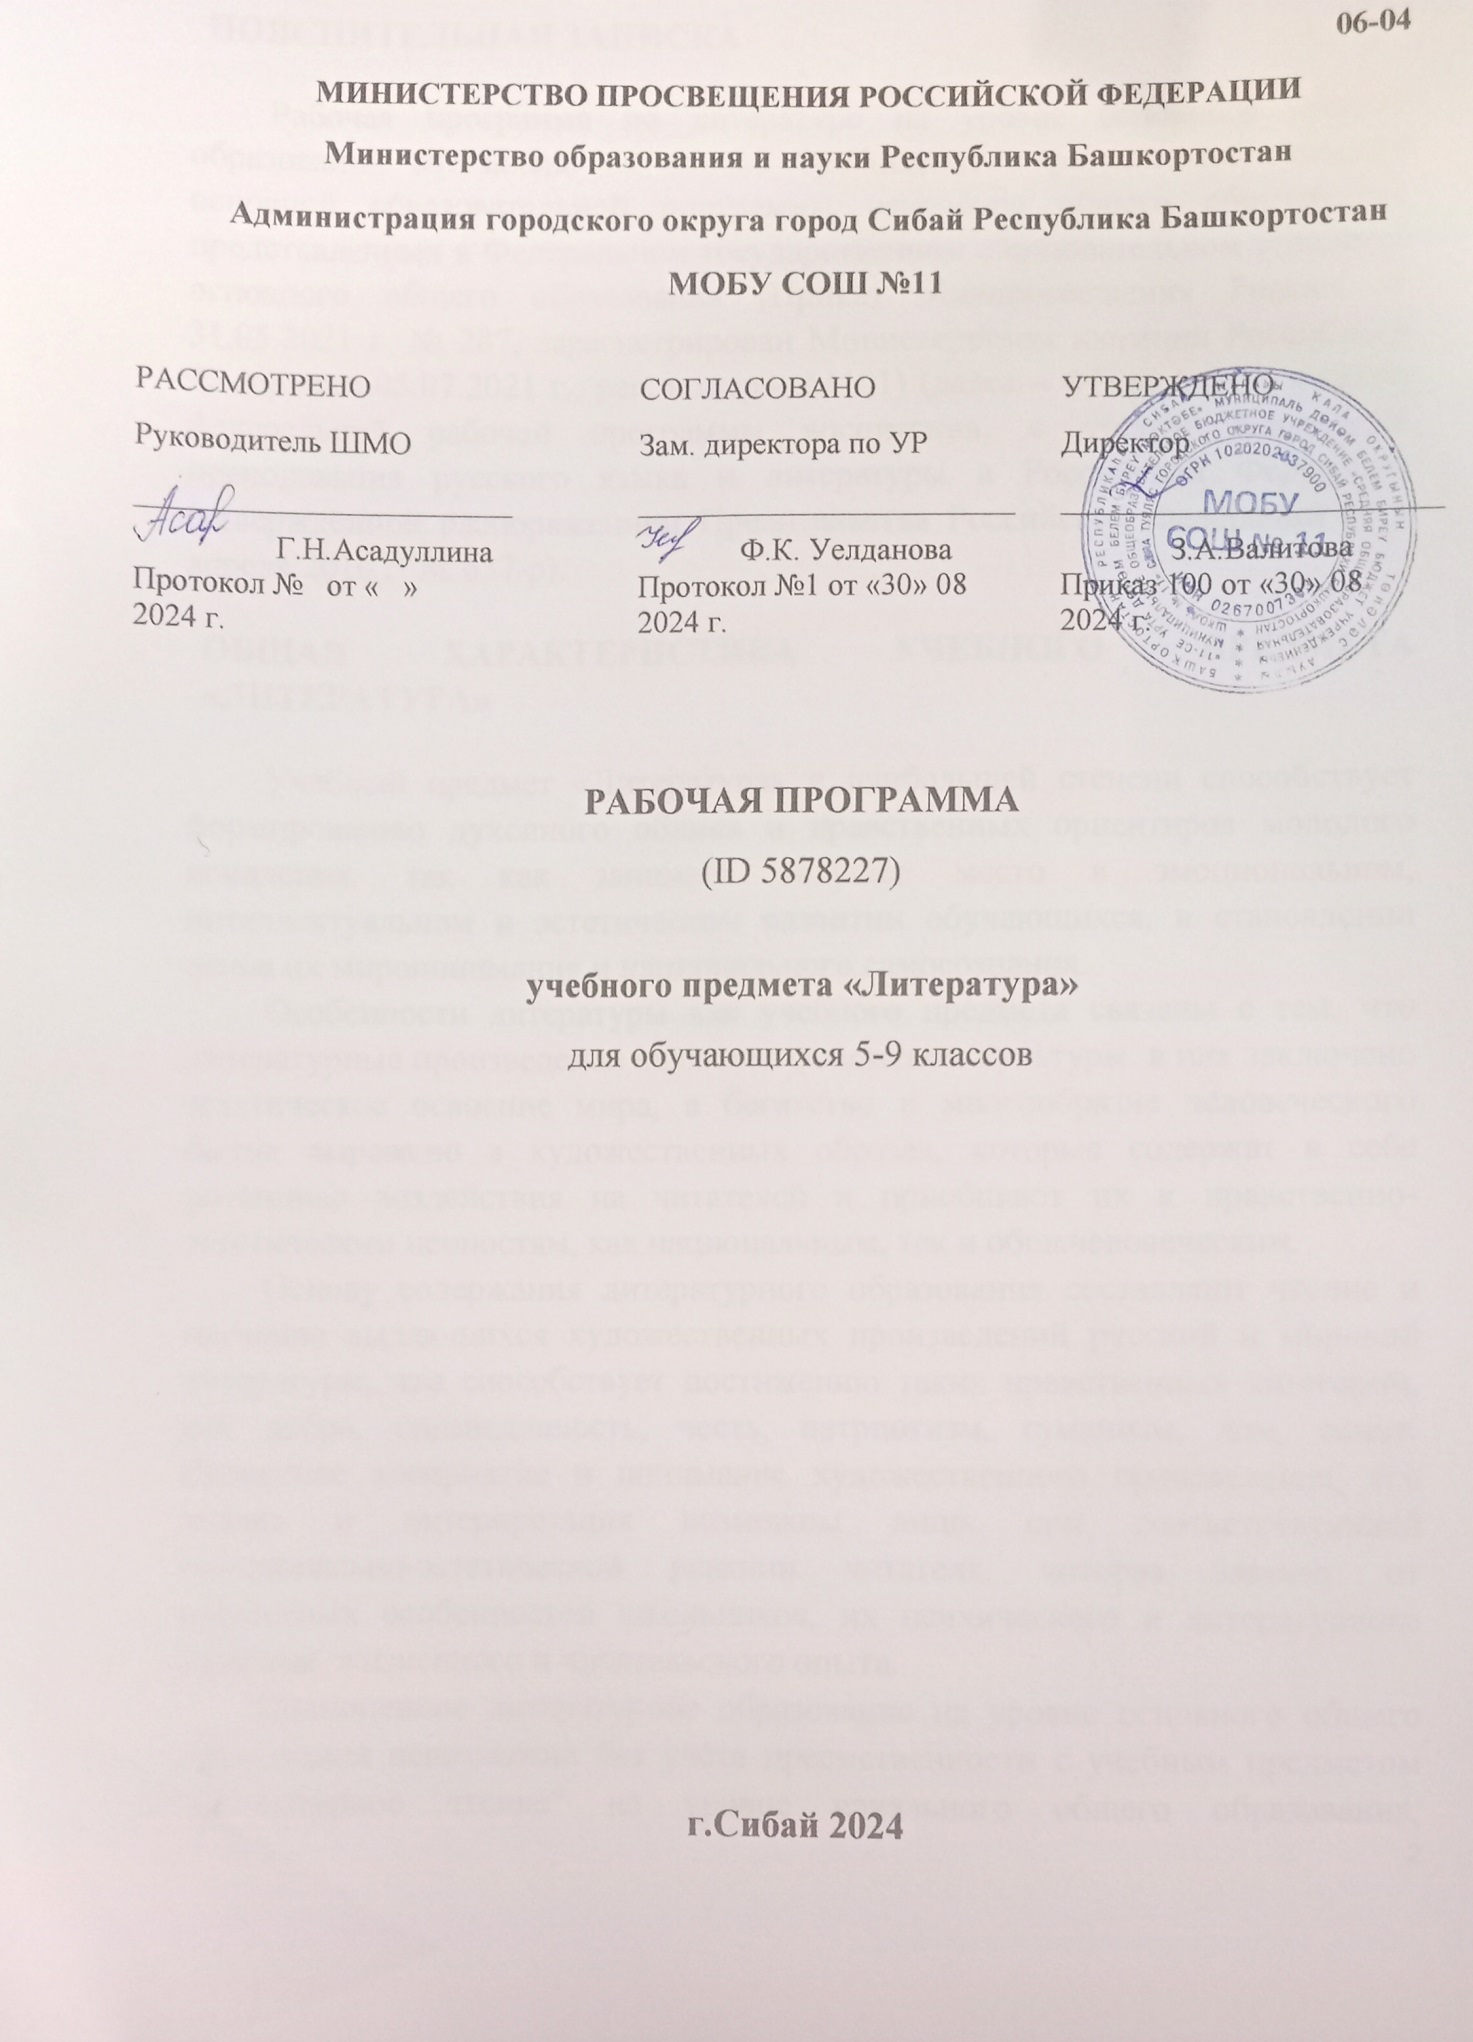 06-04
МИНИСТЕРСТВО ПРОСВЕЩЕНИЯ РОССИЙСКОЙ ФЕДЕРАЦИИ
Министерство образования и науки Республика Башкортостан
Администрация городского округа город Сибай Республика Башкортостан
МОБУ СОШ №11
РАССМОТРЕНО
Руководитель ШМО
Асад
Г.Н.Асадуллина
Протокол № от « »
2024 г.
СОГЛАСОВАНО
Зам. директора по УР
Ф.К. Уелданова
Протокол №1 от «30» 08
2024 г.
УТВЕРЖДЕНО
Директор
З.А.Валитова
Приказ 100 от «30» 08
2024 г.
ОГРН 1020202037900
МОБУ
СОШ № 11
РАБОЧАЯ ПРОГРАММА
(ID 5878227)
учебного предмета «Литература»
для обучающихся 5-9 классов
г.Сибай 2024